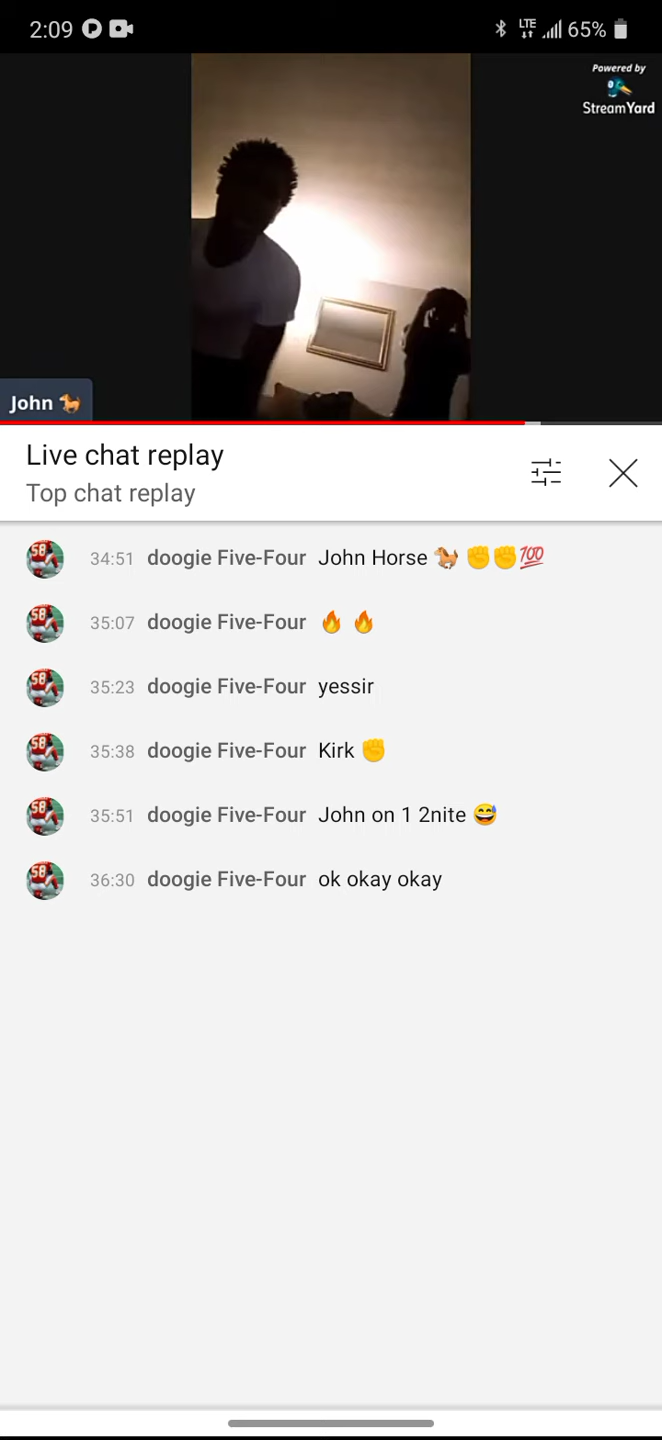 2:09 LTE 65%
Powered by
StreamYard
John 🐎
Live chat replay
Top chat replay
34:51 doogie Five-Four John Horse 🐎 ✊✊💯
35:07 doogie Five-Four 🔥 🔥
35:23 doogie Five-Four yessir
35:38 doogie Five-Four Kirk ✊
35:51 doogie Five-Four John on 1 2nite 😅
36:30 doogie Five-Four ok okay okay